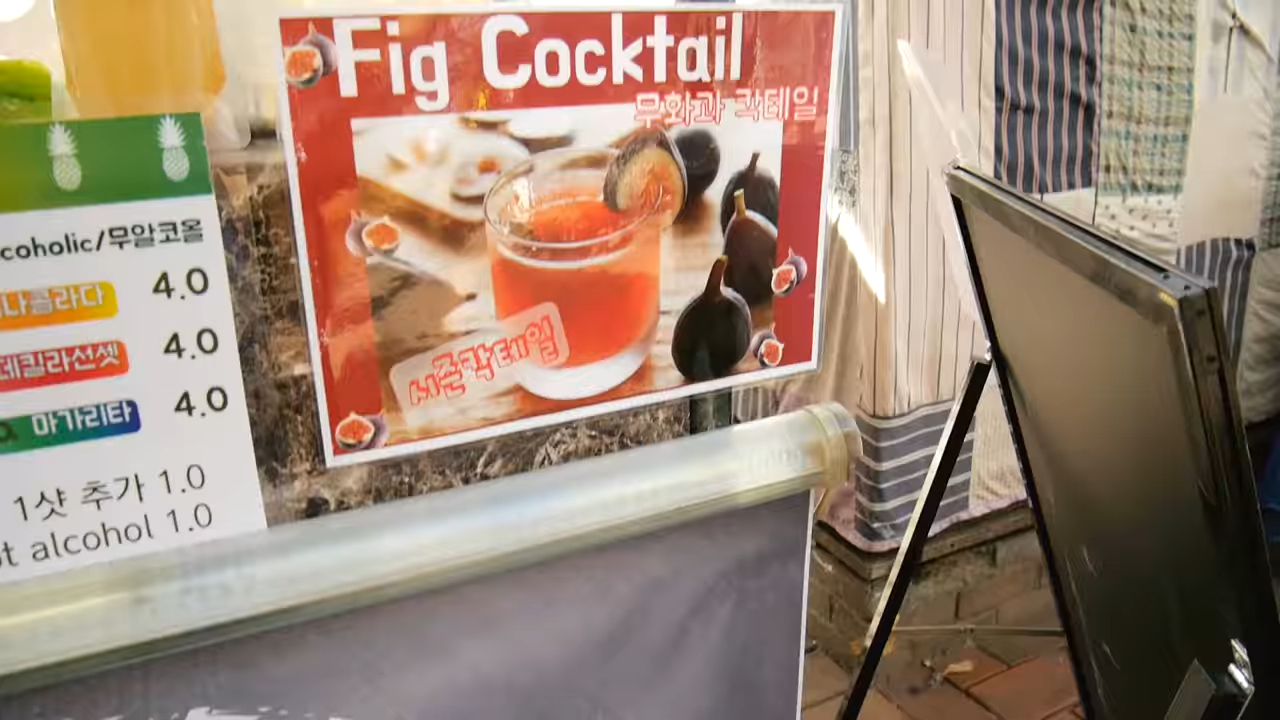 Fig Cocktail
무화과 칵테일
시즌칵테일
coholic/무알코올
나콜라다 4.0
데킬라선셋 4.0
마가리타 4.0
1샷 추가 1.0
t alcohol 1.0